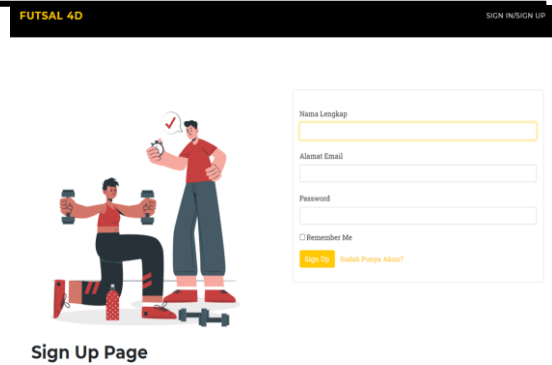 FUTSAL 4D
SIGN IN/SIGN UP
Nama Lengkap
Alamat Email
Password
Remember Me
Sign Up
Sudah Punya Akun?
Sign Up Page